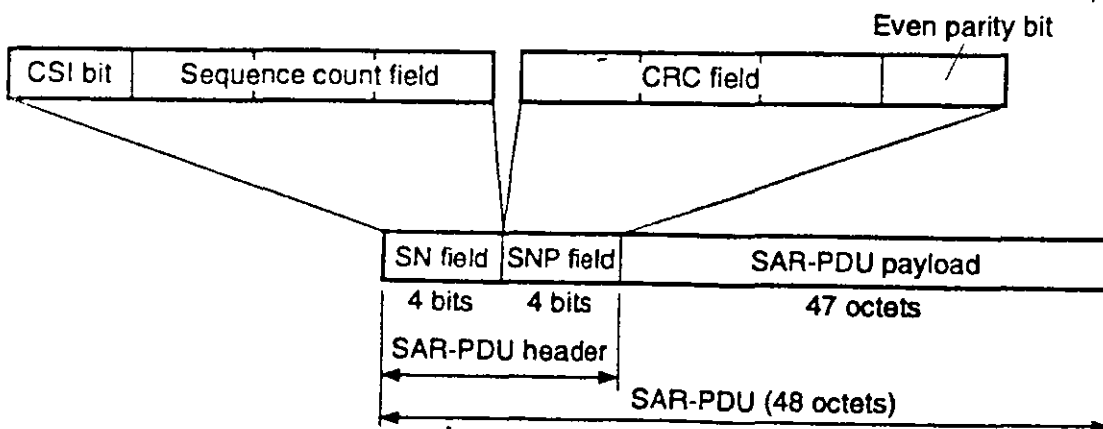 Even parity bit
CSI bit Sequence count field CRC field
SN field SNP field SAR-PDU payload
4 bits 4 bits 47 octets
SAR-PDU header
SAR-PDU (48 octets)